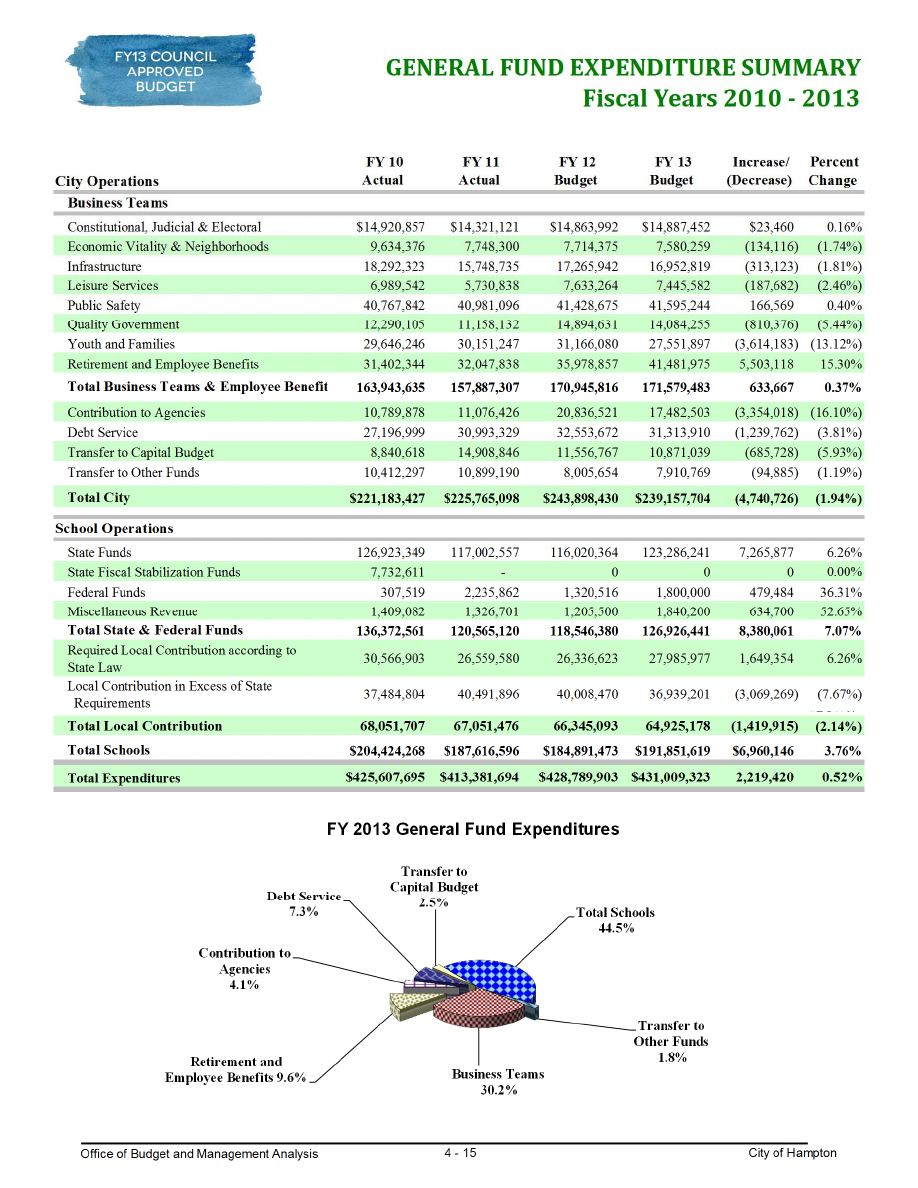 FY13 COUNCIL
APPROVED
BUDGET
GENERAL FUND EXPENDITURE SUMMARY
Fiscal Years 2010 - 2013
FY 10 FY 11 FY 12 FY 13 Increase/ Percent
City Operations Actual Actual Budget Budget (Decrease) Change
Business Teams
Constitutional, Judicial & Electoral $14,920,857 $14,321,121 $14,863,992 $14,887,452 $23,460 0.16%
Economic Vitality & Neighborhoods 9,634,376 7,748,300 7,714,375 7,580,259 (134,116) (1.74%)
Infrastructure 18,292,323 15,748,735 17,265,942 16,952,819 (313,123) (1.81%)
Leisure Services 6,989,542 5,730,838 7,633,264 7,445,582 (187,682) (2.46%)
Public Safety 40,767,842 40,981,096 41,428,675 41,595,244 166,569 0.40%
Quality Government 12,290,105 11,158,132 14,894,631 14,084,255 (810,376) (5.44%)
Youth and Families 29,646,246 30,151,247 31,166,080 27,551,897 (3,614,183) (13.12%)
Retirement and Employee Benefits 31,402,344 32,047,838 35,978,857 41,481,975 5,503,118 15.30%
Total Business Teams & Employee Benefit 163,943,635 157,887,307 170,945,816 171,579,483 633,667 0.37%
Contribution to Agencies 10,789,878 11,076,426 20,836,521 17,482,503 (3,354,018) (16.10%)
Debt Service 27,196,999 30,993,329 32,553,672 31,313,910 (1,239,762) (3.81%)
Transfer to Capital Budget 8,840,618 14,908,846 11,556,767 10,871,039 (685,728) (5.93%)
Transfer to Other Funds 10,412,297 10,899,190 8,005,654 7,910,769 (94,885) (1.19%)
Total City $221,183,427 $225,765,098 $243,898,430 $239,157,704 (4,740,726) (1.94%)
School Operations
State Funds 126,923,349 117,002,557 116,020,364 123,286,241 7,265,877 6.26%
State Fiscal Stabilization Funds 7,732,611 - 0 0 0 0.00%
Federal Funds 307,519 2,235,862 1,320,516 1,800,000 479,484 36.31%
Miscellaneous Revenue 1,409,082 1,326,701 1,205,500 1,840,200 634,700 52.65%
Total State & Federal Funds 136,372,561 120,565,120 118,546,380 126,926,441 8,380,061 7.07%
Required Local Contribution according to
State Law 30,566,903 26,559,580 26,336,623 27,985,977 1,649,354 6.26%
Local Contribution in Excess of State
Requirements 37,484,804 40,491,896 40,008,470 36,939,201 (3,069,269) (7.67%)
Total Local Contribution 68,051,707 67,051,476 66,345,093 64,925,178 (1,419,915) (2.14%)
Total Schools $204,424,268 $187,616,596 $184,891,473 $191,851,619 $6,960,146 3.76%
Total Expenditures $425,607,695 $413,381,694 $428,789,903 $431,009,323 2,219,420 0.52%
FY 2013 General Fund Expenditures
Transfer to
Capital Budget
2.5%
Debt Service
7.3%
Total Schools
44.5%
Contribution to
Agencies
4.1%
Transfer to
Other Funds
1.8%
Retirement and
Employee Benefits 9.6%
Business Teams
30.2%
Office of Budget and Management Analysis 4 - 15 City of Hampton